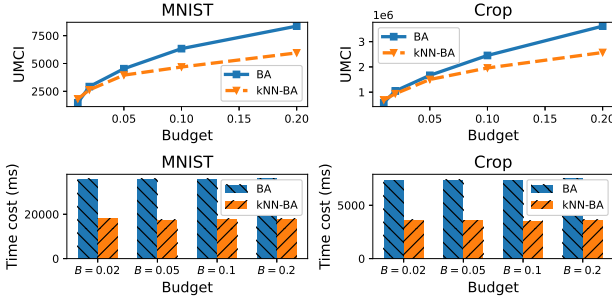 MNIST
7500
5000
2500
UMCI
BA
kNN-BA
0.05 0.10 0.15 0.20
Budget
Crop
1e6
3
2
1
UMCI
BA
kNN-BA
0.05 0.10 0.15 0.20
Budget
MNIST
20000
0
Time cost (ms)
BA
kNN-BA
B = 0.02 B = 0.05 B = 0.1 B = 0.2
Budget
Crop
5000
0
Time cost (ms)
BA
kNN-BA
B = 0.02 B = 0.05 B = 0.1 B = 0.2
Budget